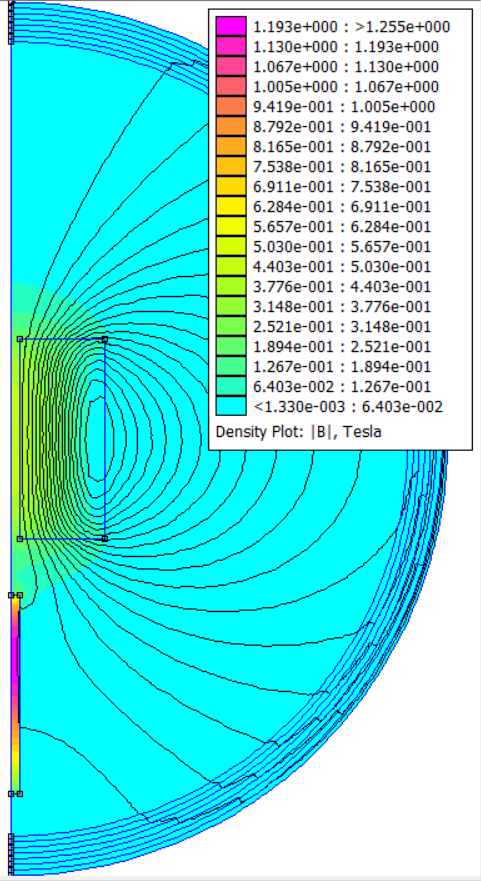 1.193e+000 : >1.255e+000
1.130e+000 : 1.193e+000
1.067e+000 : 1.130e+000
1.005e+000 : 1.067e+000
9.419e-001 : 1.005e+000
8.792e-001 : 9.419e-001
8.165e-001 : 8.792e-001
7.538e-001 : 8.165e-001
6.911e-001 : 7.538e-001
6.284e-001 : 6.911e-001
5.657e-001 : 6.284e-001
5.030e-001 : 5.657e-001
4.403e-001 : 5.030e-001
3.776e-001 : 4.403e-001
3.148e-001 : 3.776e-001
2.521e-001 : 3.148e-001
1.894e-001 : 2.521e-001
1.267e-001 : 1.894e-001
6.403e-002 : 1.267e-001
<1.330e-003 : 6.403e-002
Density Plot: |B|, Tesla